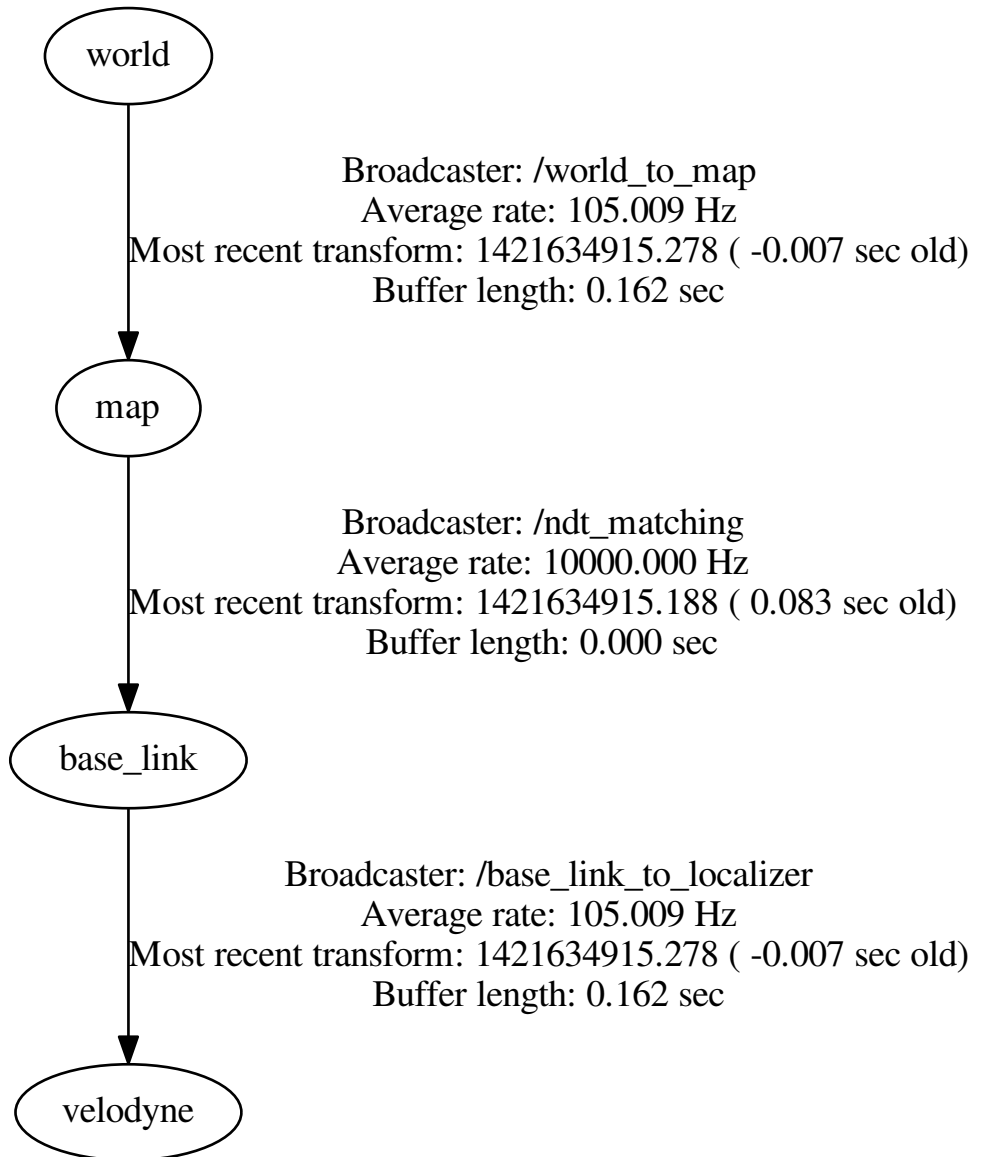 world
Broadcaster: /world_to_map
Average rate: 105.009 Hz
Most recent transform: 1421634915.278 ( -0.007 sec old)
Buffer length: 0.162 sec
map
Broadcaster: /ndt_matching
Average rate: 10000.000 Hz
Most recent transform: 1421634915.188 ( 0.083 sec old)
Buffer length: 0.000 sec
base_link
Broadcaster: /base_link_to_localizer
Average rate: 105.009 Hz
Most recent transform: 1421634915.278 ( -0.007 sec old)
Buffer length: 0.162 sec
velodyne